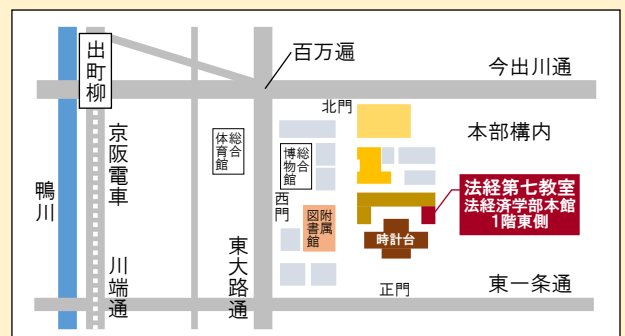 出町柳
百万遍
今出川通
北門
本部構内
京阪電車
総合
体育館
総合
博物館
鴨川
西門
附属
図書館
法経第七教室
法経済学部本館
1階東側
時計台
川端通
東大路通
正門
東一条通